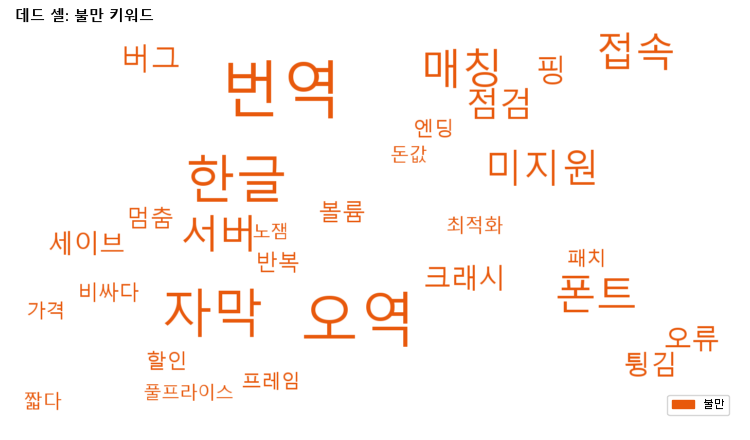 데드 셀: 불만 키워드
버그
번역
매칭
핑
접속
점검
엔딩
돈값
미지원
한글
멈춤
서버
노잼
볼륨
최적화
세이브
반복
패치
크래시
폰트
비싸다
가격
자막
오역
오류
튕김
할인
풀프라이스
프레임
짧다
불만